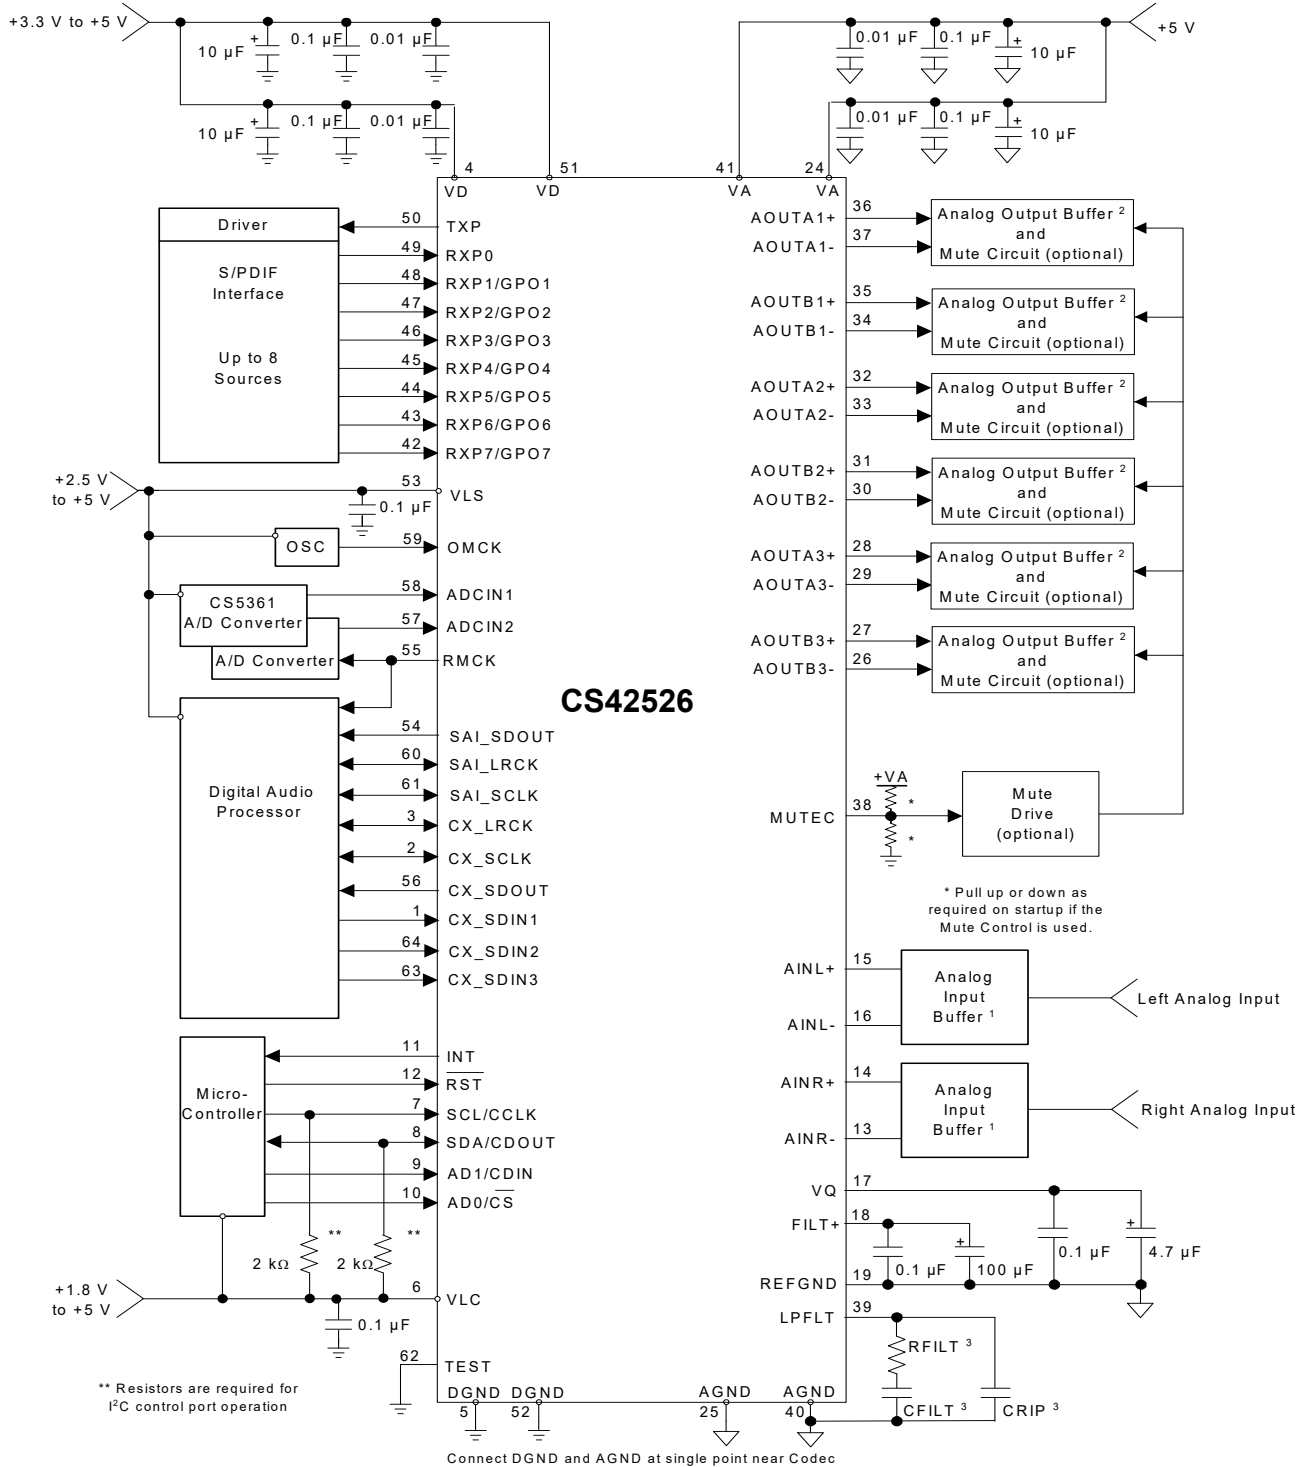 +3.3 V to +5 V
+5 V
10 µF
+
0.1 µF
0.01 µF
0.01 µF
0.1 µF
+
10 µF
10 µF
+
0.1 µF
0.01 µF
0.01 µF
0.1 µF
+
10 µF
4
51
41
24
VD
VD
VA
VA
Driver
S/PDIF
Interface
Up to 8
Sources
50
TXP
49
RXP0
48
RXP1/GPO1
47
RXP2/GPO2
46
RXP3/GPO3
45
RXP4/GPO4
44
RXP5/GPO5
43
RXP6/GPO6
42
RXP7/GPO7
+2.5 V
to +5 V
53
VLS
0.1 µF
OSC
59
OMCK
CS5361
A/D Converter
58
ADCIN1
57
ADCIN2
A/D Converter
55
RMCK
Digital Audio
Processor
54
SAI_SDOUT
60
SAI_LRCK
61
SAI_SCLK
3
CX_LRCK
2
CX_SCLK
56
CX_SDOUT
1
CX_SDIN1
64
CX_SDIN2
63
CX_SDIN3
Micro-
Controller
11
INT
12
RST
7
SCL/CCLK
8
SDA/CDOUT
9
AD1/CDIN
10
AD0/CS
2 kΩ
**
2 kΩ
**
+1.8 V
to +5 V
6
VLC
0.1 µF
62
TEST
** Resistors are required for
I²C control port operation
CS42526
AOUTA1+
36
AOUTA1-
37
Analog Output Buffer ²
and
Mute Circuit (optional)
AOUTB1+
35
AOUTB1-
34
Analog Output Buffer ²
and
Mute Circuit (optional)
AOUTA2+
32
AOUTA2-
33
Analog Output Buffer ²
and
Mute Circuit (optional)
AOUTB2+
31
AOUTB2-
30
Analog Output Buffer ²
and
Mute Circuit (optional)
AOUTA3+
28
AOUTA3-
29
Analog Output Buffer ²
and
Mute Circuit (optional)
AOUTB3+
27
AOUTB3-
26
Analog Output Buffer ²
and
Mute Circuit (optional)
MUTEC
38
+VA
*
*
Mute
Drive
(optional)
* Pull up or down as
required on startup if the
Mute Control is used.
AINL+
15
AINL-
16
Analog
Input
Buffer ¹
Left Analog Input
AINR+
14
AINR-
13
Analog
Input
Buffer ¹
Right Analog Input
VQ
17
FILT+
18
0.1 µF
+
100 µF
0.1 µF
+
4.7 µF
REFGND
19
LPFLT
39
RFILT ³
CFILT ³
CRIP ³
DGND
DGND
AGND
AGND
5
52
25
40
Connect DGND and AGND at single point near Codec